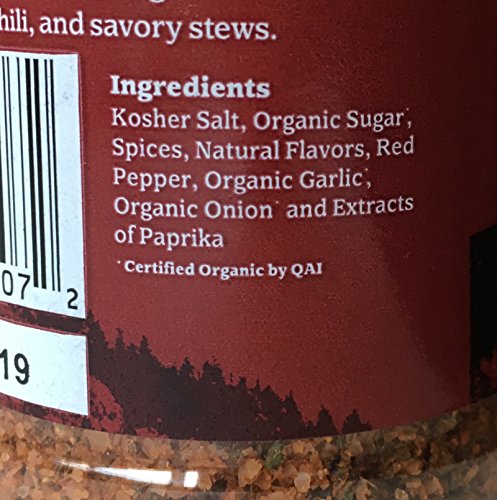 hili, and savory stews.
Ingredients
Kosher Salt, Organic Sugar*,
Spices, Natural Flavors, Red
Pepper, Organic Garlic*,
Organic Onion* and Extracts
of Paprika
*Certified Organic by QAI
07 2
19